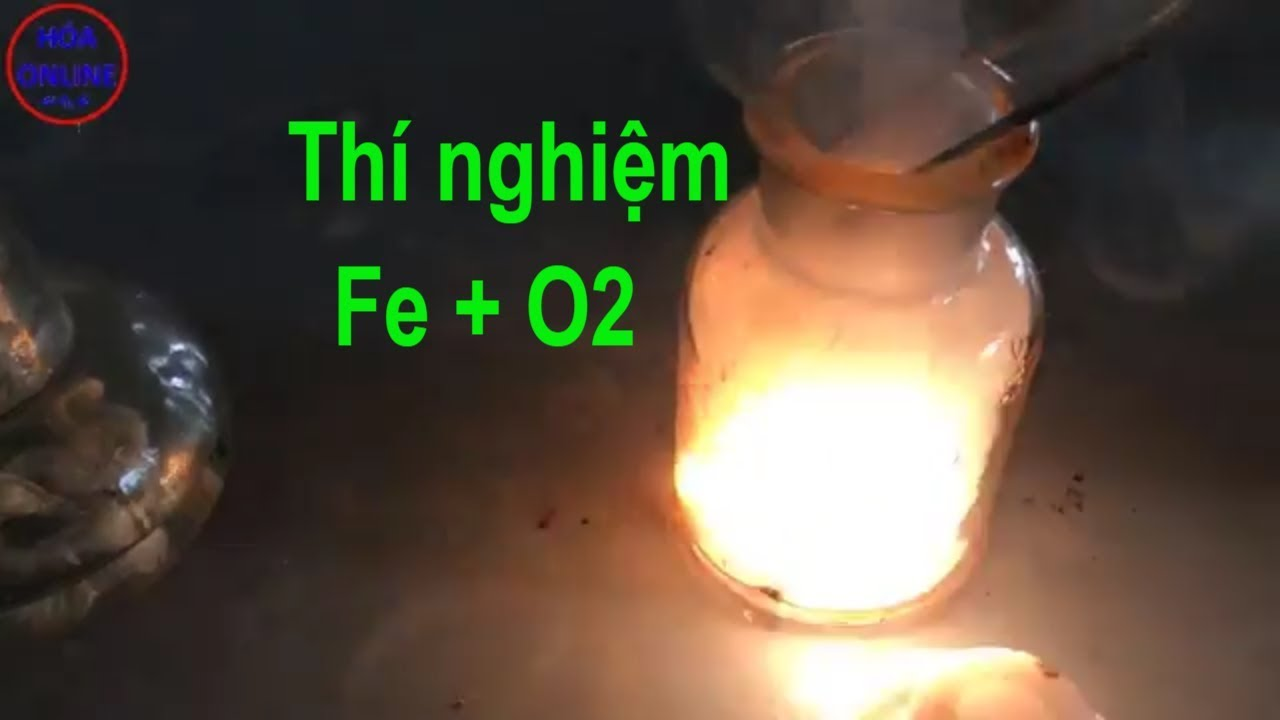 HÓA
ONLINE
Thí nghiệm
Fe + O2